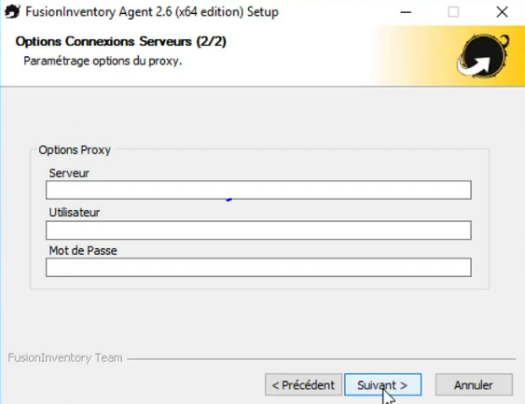 FusionInventory Agent 2.6 (x64 edition) Setup
Options Connexions Serveurs (2/2)
Paramétrage options du proxy.
Options Proxy
Serveur
Utilisateur
Mot de Passe
FusionInventory Team
< Précédent Suivant > Annuler